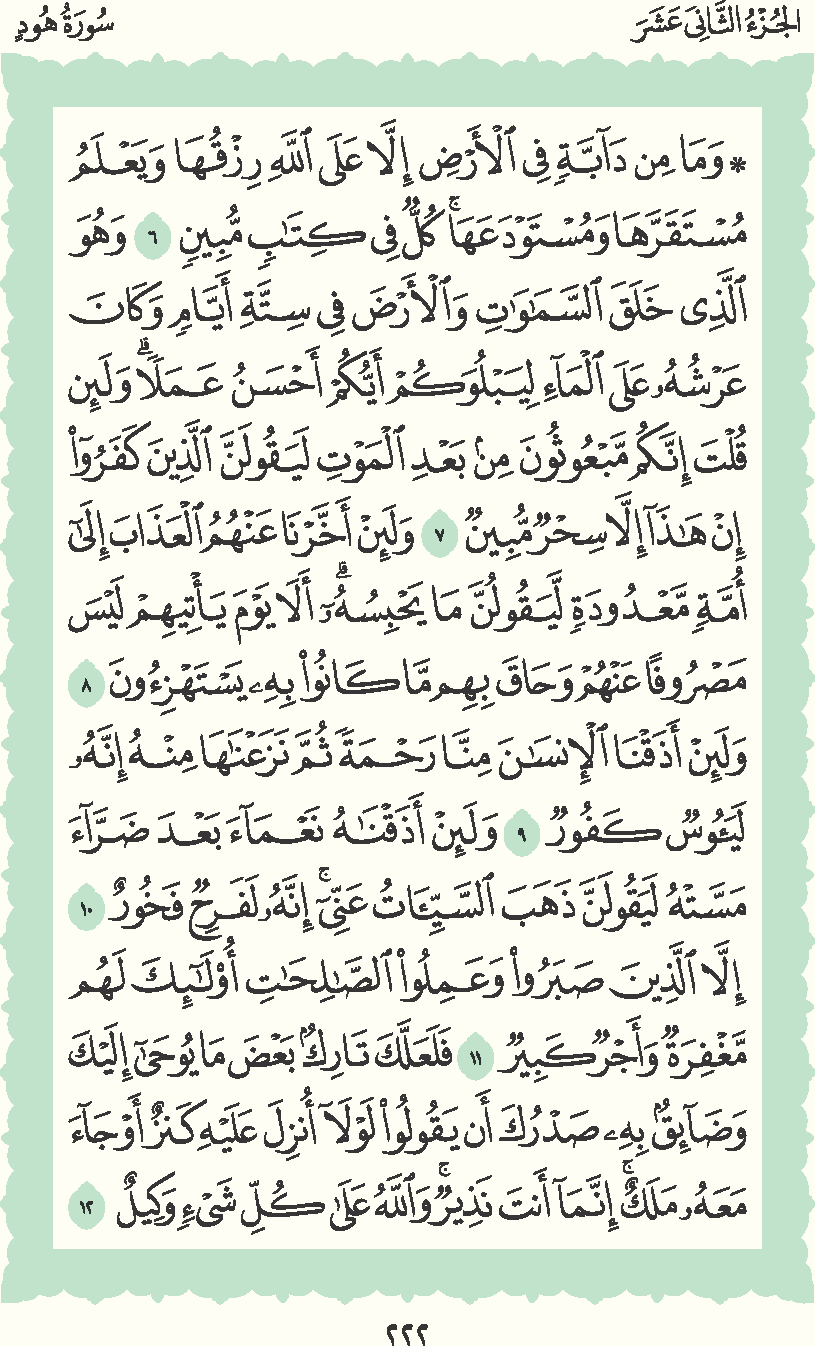 الجُزْءُ الثَّانِي عَشَرَ
سُورَةُ هُودٍ
* وَمَا مِن دَآبَّةٍ فِي ٱلْأَرْضِ إِلَّا عَلَى ٱللَّهِ رِزْقُهَا وَيَعْلَمُ
مُسْتَقَرَّهَا وَمُسْتَوْدَعَهَاۚ كُلٌّ فِي كِتَٰبٍ مُّبِينٍ ٦ وَهُوَ
ٱلَّذِي خَلَقَ ٱلسَّمَٰوَٰتِ وَٱلْأَرْضَ فِي سِتَّةِ أَيَّامٍ وَكَانَ
عَرْشُهُۥ عَلَى ٱلْمَآءِ لِيَبْلُوَكُمْ أَيُّكُمْ أَحْسَنُ عَمَلًاۗ وَلَئِن
قُلْتَ إِنَّكُم مَّبْعُوثُونَ مِنۢ بَعْدِ ٱلْمَوْتِ لَيَقُولَنَّ ٱلَّذِينَ كَفَرُوٓاْ
إِنْ هَٰذَآ إِلَّا سِحْرٌ مُّبِينٌ ٧ وَلَئِنْ أَخَّرْنَا عَنْهُمُ ٱلْعَذَابَ إِلَىٰٓ
أُمَّةٍ مَّعْدُودَةٍ لَّيَقُولُنَّ مَا يَحْبِسُهُۥٓۗ أَلَا يَوْمَ يَأْتِيهِمْ لَيْسَ
مَصْرُوفًا عَنْهُمْ وَحَاقَ بِهِم مَّا كَانُواْ بِهِۦ يَسْتَهْزِءُونَ ٨
وَلَئِنْ أَذَقْنَا ٱلْإِنسَٰنَ مِنَّا رَحْمَةً ثُمَّ نَزَعْنَٰهَا مِنْهُ إِنَّهُۥ
لَيَـُٔوسٌ كَفُورٌ ٩ وَلَئِنْ أَذَقْنَٰهُ نَعْمَآءَ بَعْدَ ضَرَّآءَ
مَسَّتْهُ لَيَقُولَنَّ ذَهَبَ ٱلسَّيِّـَٔاتُ عَنِّيٓۚ إِنَّهُۥ لَفَرِحٌ فَخُورٌ ١٠
إِلَّا ٱلَّذِينَ صَبَرُواْ وَعَمِلُواْ ٱلصَّٰلِحَٰتِ أُوْلَٰٓئِكَ لَهُم
مَّغْفِرَةٌ وَأَجْرٌ كَبِيرٌ ١١ فَلَعَلَّكَ تَارِكٌۢ بَعْضَ مَا يُوحَىٰٓ إِلَيْكَ
وَضَآئِقٌۢ بِهِۦ صَدْرُكَ أَن يَقُولُواْ لَوْلَآ أُنزِلَ عَلَيْهِ كَنزٌ أَوْ جَآءَ
مَعَهُۥ مَلَكٌۚ إِنَّمَآ أَنتَ نَذِيرٌۚ وَٱللَّهُ عَلَىٰ كُلِّ شَيْءٍ وَكِيلٌ ١٢
٢٢٢